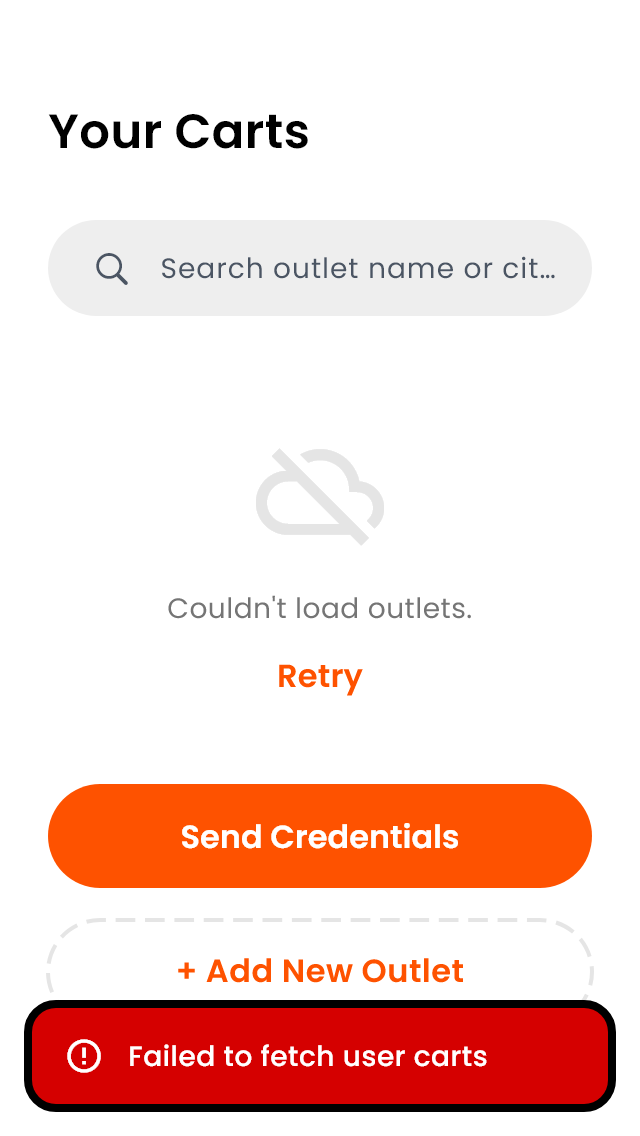 Your Carts
Search outlet name or cit...
Couldn't load outlets.
Retry
Send Credentials
+ Add New Outlet
Failed to fetch user carts